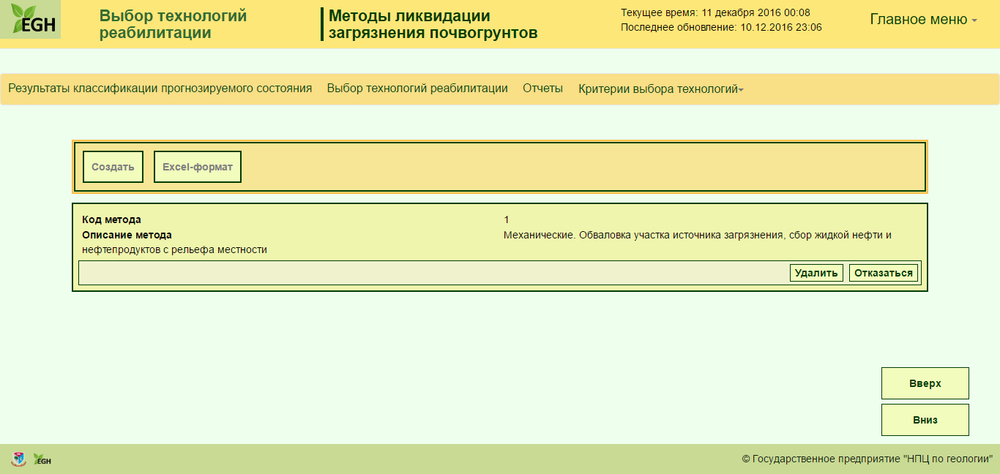 EGH
Выбор технологий
реабилитации
Методы ликвидации
загрязнения почвогрунтов
Текущее время: 11 декабря 2016 00:08
Последнее обновление: 10.12.2016 23:06
Главное меню
Результаты классификации прогнозируемого состояния Выбор технологий реабилитации Отчеты Критерии выбора технологий
Создать Excel-формат
Код метода 1
Описание метода Механические. Обваловка участка источника загрязнения, сбор жидкой нефти и
нефтепродуктов с рельефа местности
Удалить Отказаться
Вверх
Вниз
EGH © Государственное предприятие "НПЦ по геологии"